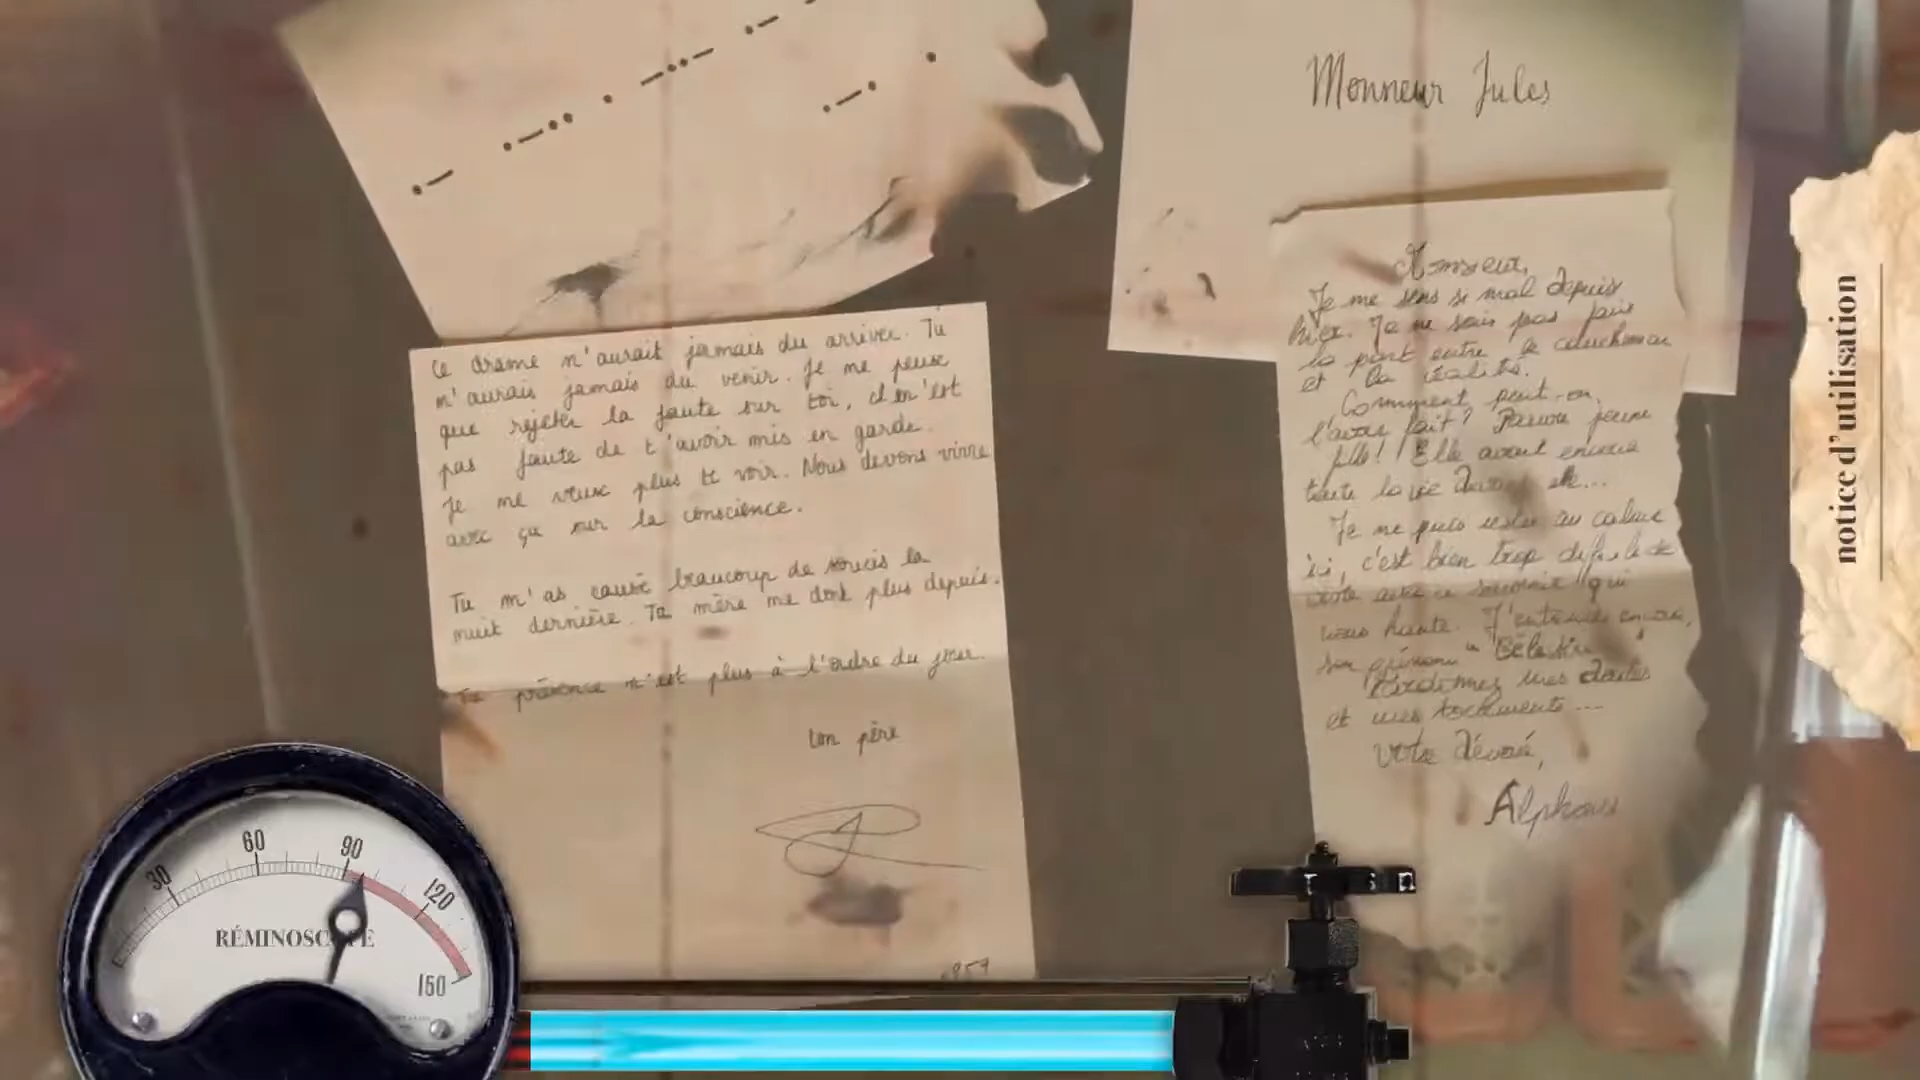 Monsieur Jules
Ce drame n'aurait jamais du arriver. Tu
n'aurais jamais du venir. Je ne peux
que rejeter la faute sur toi, ce n'est
pas faute de t'avoir mis en garde.
Je ne veux plus te voir. Nous devons vivre
avec ça sur la conscience.
Tu m'as causé beaucoup de soucis la
nuit dernière. Ta mère ne dort plus depuis.
Ta présence n'est plus à l'ordre du jour.
Ton père
Monsieur,
Je me sens si mal depuis
hier. Je ne sais pas faire
la part entre le cauchemar
et la réalité.
Comment peut-on
l'avoir fait? Pauvre jeune
fille! Elle avait encore
toute la vie devant elle...
Je ne puis rester au calme
ici, c'est bien trop difficile de
vivre avec ce souvenir qui
nous hante. J'entends encore,
son prénom "Céleste"
Pardonnez mes doutes
et mes tourments...
Votre dévoué,
Alphonse
notice d'utilisation
30 60 90 120 150
RÉMINOSC